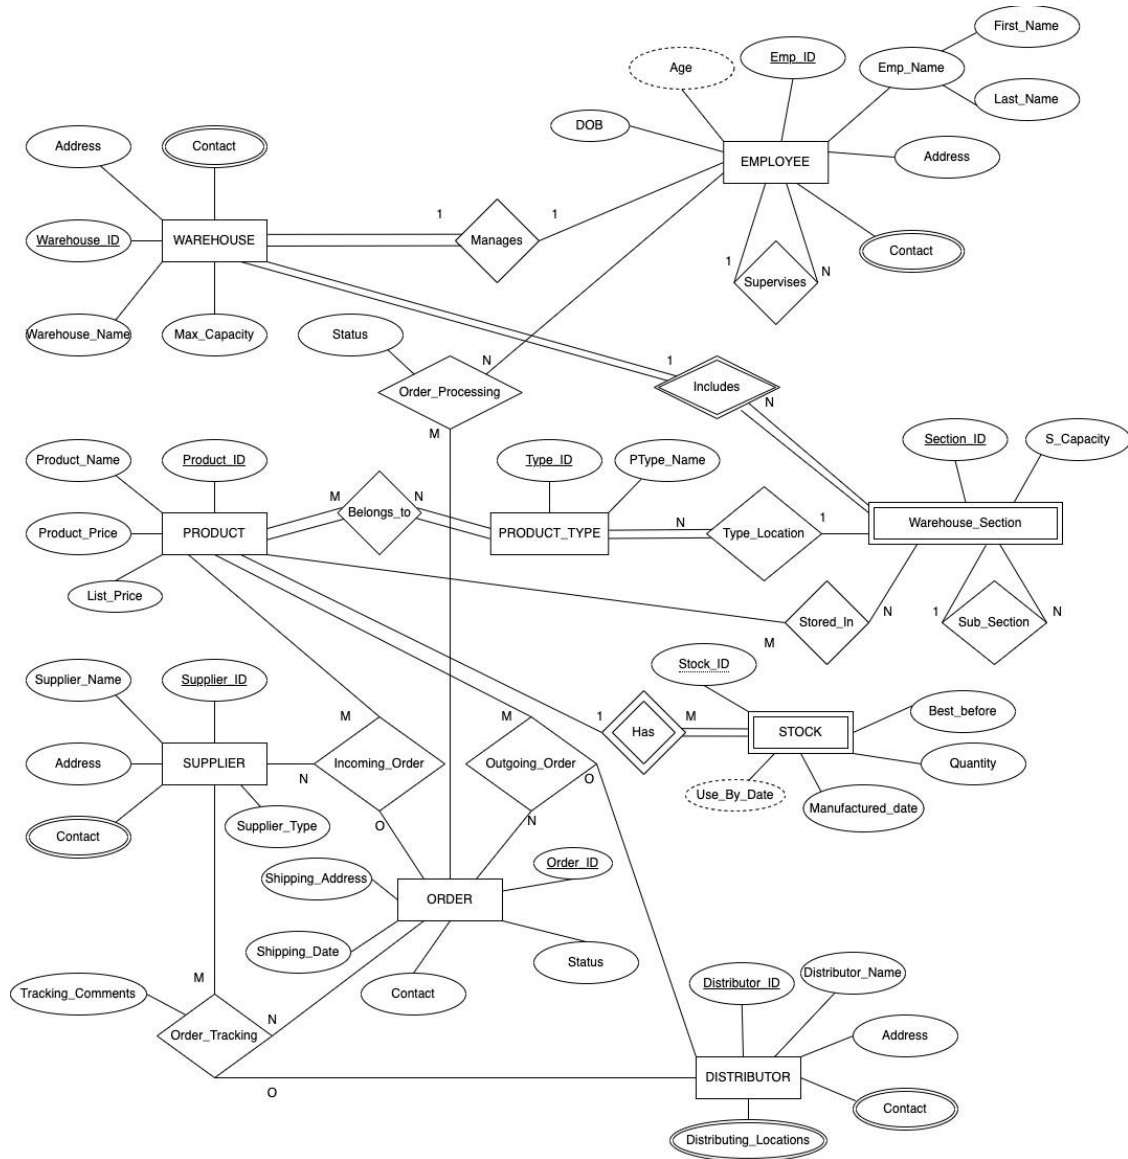 First_Name
Age
Emp_ID
Emp_Name
Last_Name
DOB
Address
Contact
EMPLOYEE
Address
1
1
Warehouse_ID
WAREHOUSE
Manages
Contact
1
N
Supervises
Warehouse_Name
Max_Capacity
Status
N
1
Order_Processing
Includes
N
M
Section_ID
S_Capacity
Product_Name
Product_ID
Type_ID
PType_Name
M
N
Belongs_to
N
1
Warehouse_Section
Product_Price
PRODUCT
PRODUCT_TYPE
Type_Location
List_Price
N
1
N
Stored_In
Sub_Section
M
Stock_ID
Supplier_Name
Supplier_ID
M
M
1
M
Best_before
Has
STOCK
Address
SUPPLIER
Incoming_Order
Outgoing_Order
Quantity
N
O
Use_By_Date
Manufactured_date
O
N
Contact
Supplier_Type
Order_ID
Shipping_Address
ORDER
Shipping_Date
Status
M
Distributor_ID
Distributor_Name
Tracking_Comments
Contact
N
Order_Tracking
Address
DISTRIBUTOR
O
Contact
Distributing_Locations